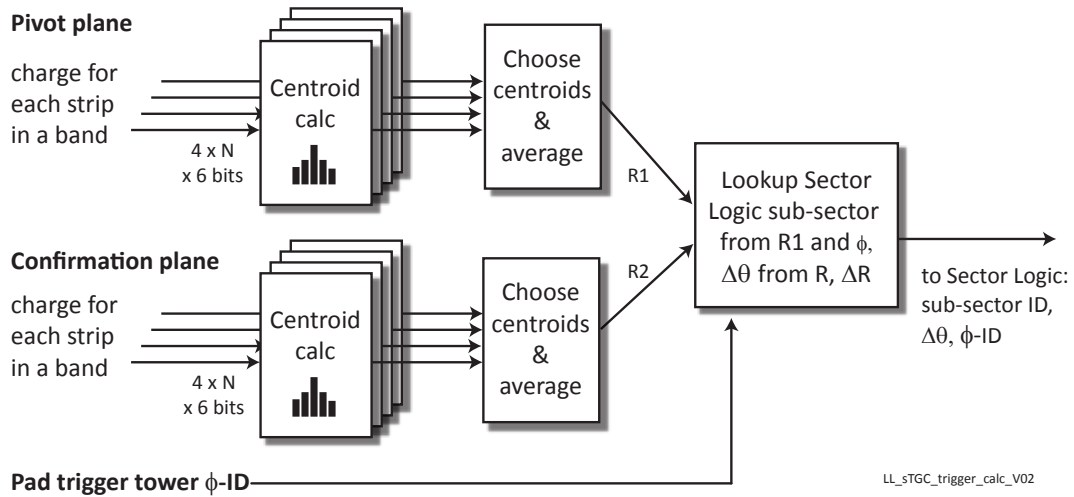 Pivot plane
charge for
each strip
in a band
4 x N
x 6 bits
Centroid
calc
Choose
centroids
&
average
R1
Confirmation plane
charge for
each strip
in a band
4 x N
x 6 bits
Centroid
calc
Choose
centroids
&
average
R2
Lookup Sector
Logic sub-sector
from R1 and ϕ,
Δθ from R, ΔR
to Sector Logic:
sub-sector ID,
Δθ, ϕ-ID
Pad trigger tower ϕ-ID
LL_sTGC_trigger_calc_V02